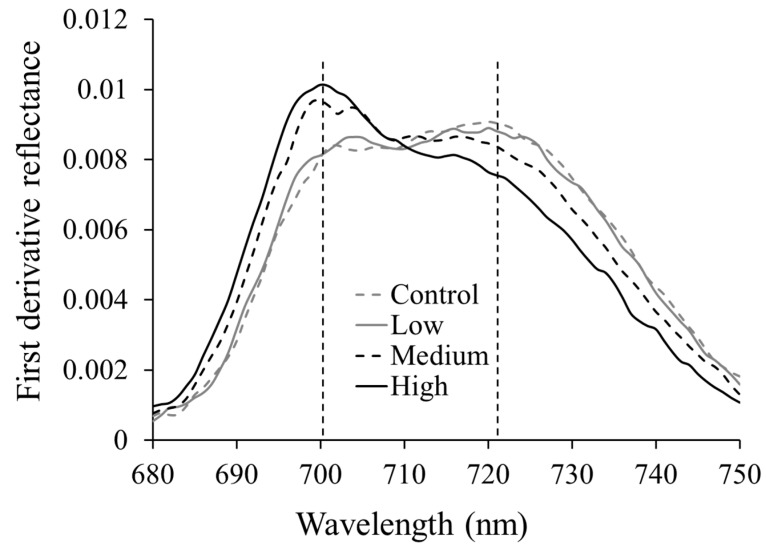 First derivative reflectance
0.012
0.01
0.008
0.006
0.004
0.002
0
Control
Low
Medium
High
680 690 700 710 720 730 740 750
Wavelength (nm)